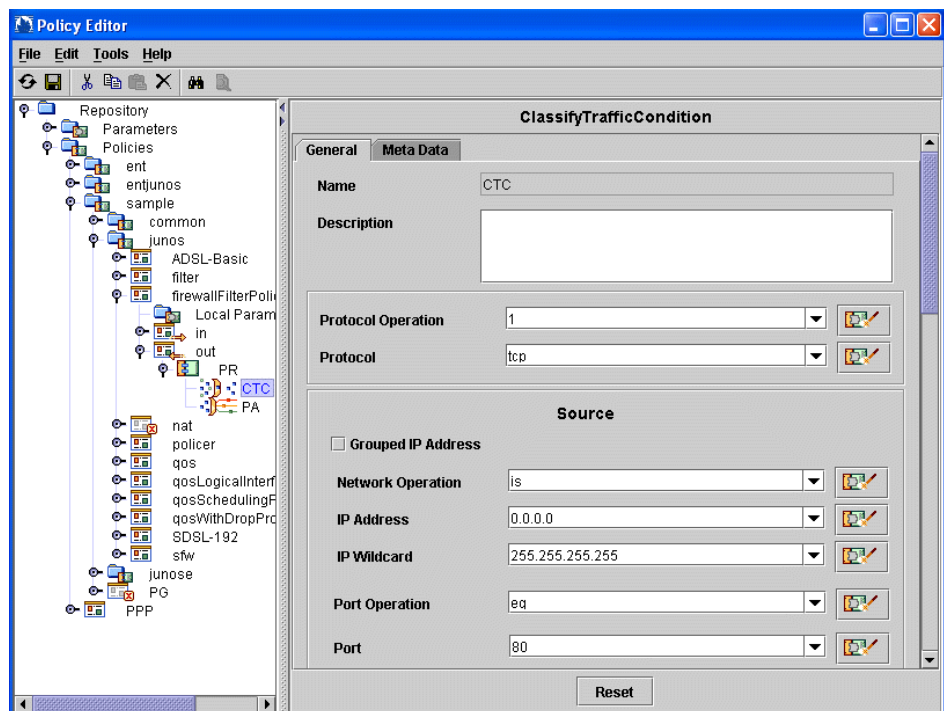 Policy Editor
File Edit Tools Help
Repository
Parameters
Policies
ent
entjunos
sample
common
junos
ADSL-Basic
filter
firewallFilterPoli
Local Param
in
out
PR
CTC
PA
nat
policer
qos
qosLogicalInterf
qosSchedulingF
qosWithDropPro
SDSL-192
sfw
junose
PG
PPP
ClassifyTrafficCondition
General Meta Data
Name CTC
Description
Protocol Operation 1
Protocol tcp
Source
Grouped IP Address
Network Operation is
IP Address 0.0.0.0
IP Wildcard 255.255.255.255
Port Operation eq
Port 80
Reset